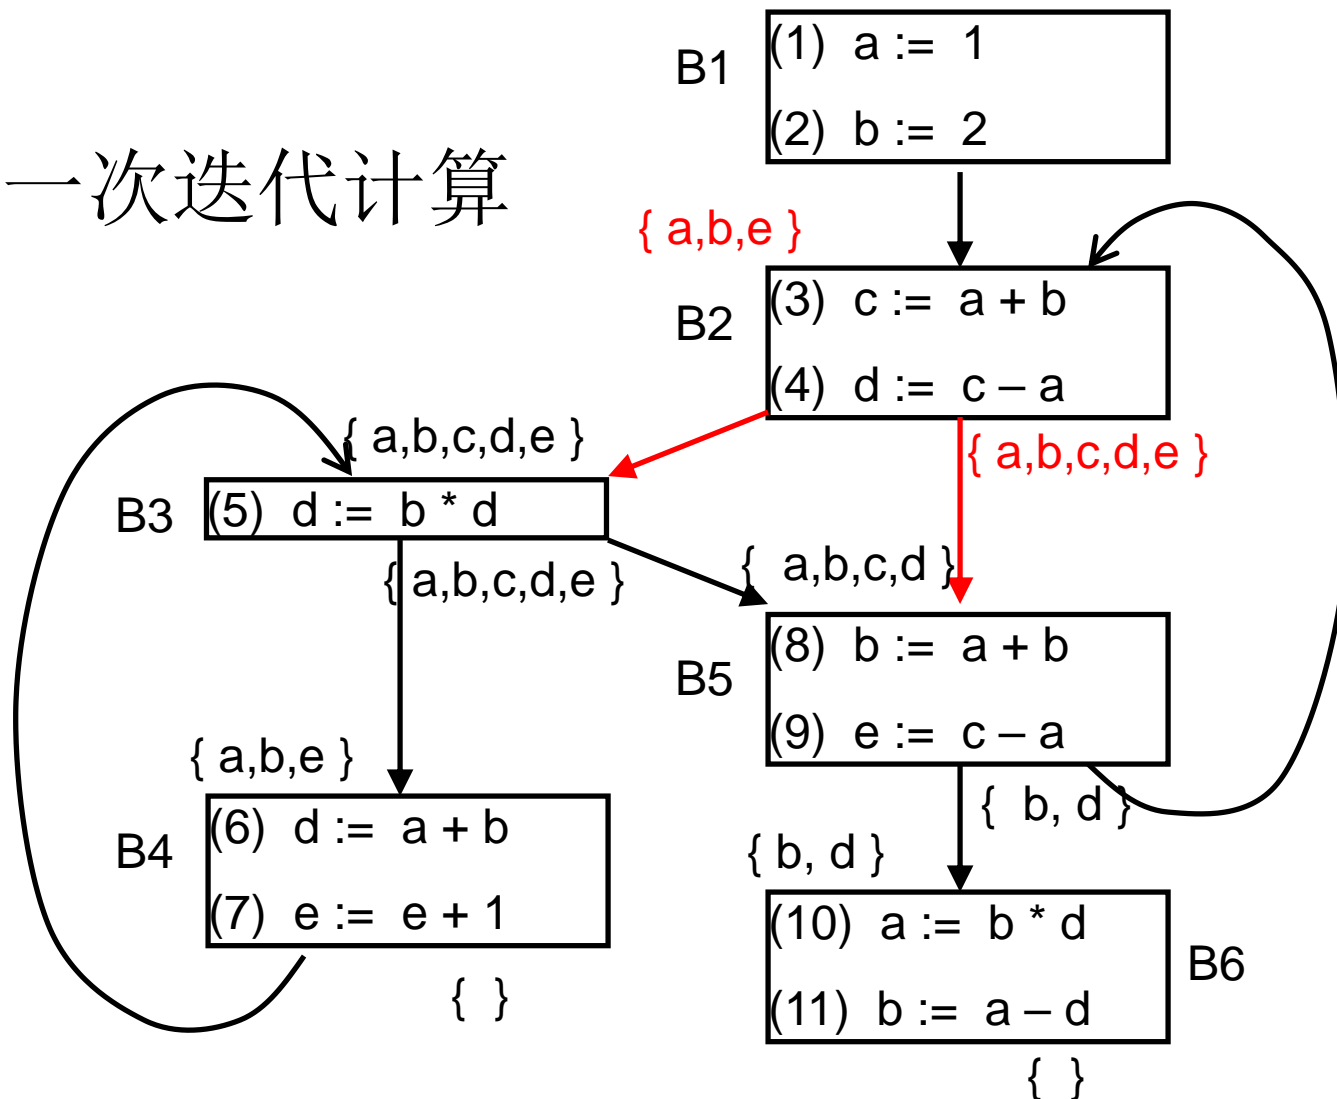 一次迭代计算
B1
(1) a := 1
(2) b := 2
{ a,b,e }
B2
(3) c := a + b
(4) d := c – a
{ a,b,c,d,e }
{ a,b,c,d,e }
B3
(5) d := b * d
{ a,b,c,d,e }
{ a,b,c,d }
B5
(8) b := a + b
(9) e := c – a
{ a,b,e }
{ b, d }
B4
(6) d := a + b
(7) e := e + 1
{ }
{ b, d }
(10) a := b * d
(11) b := a – d
B6
{ }